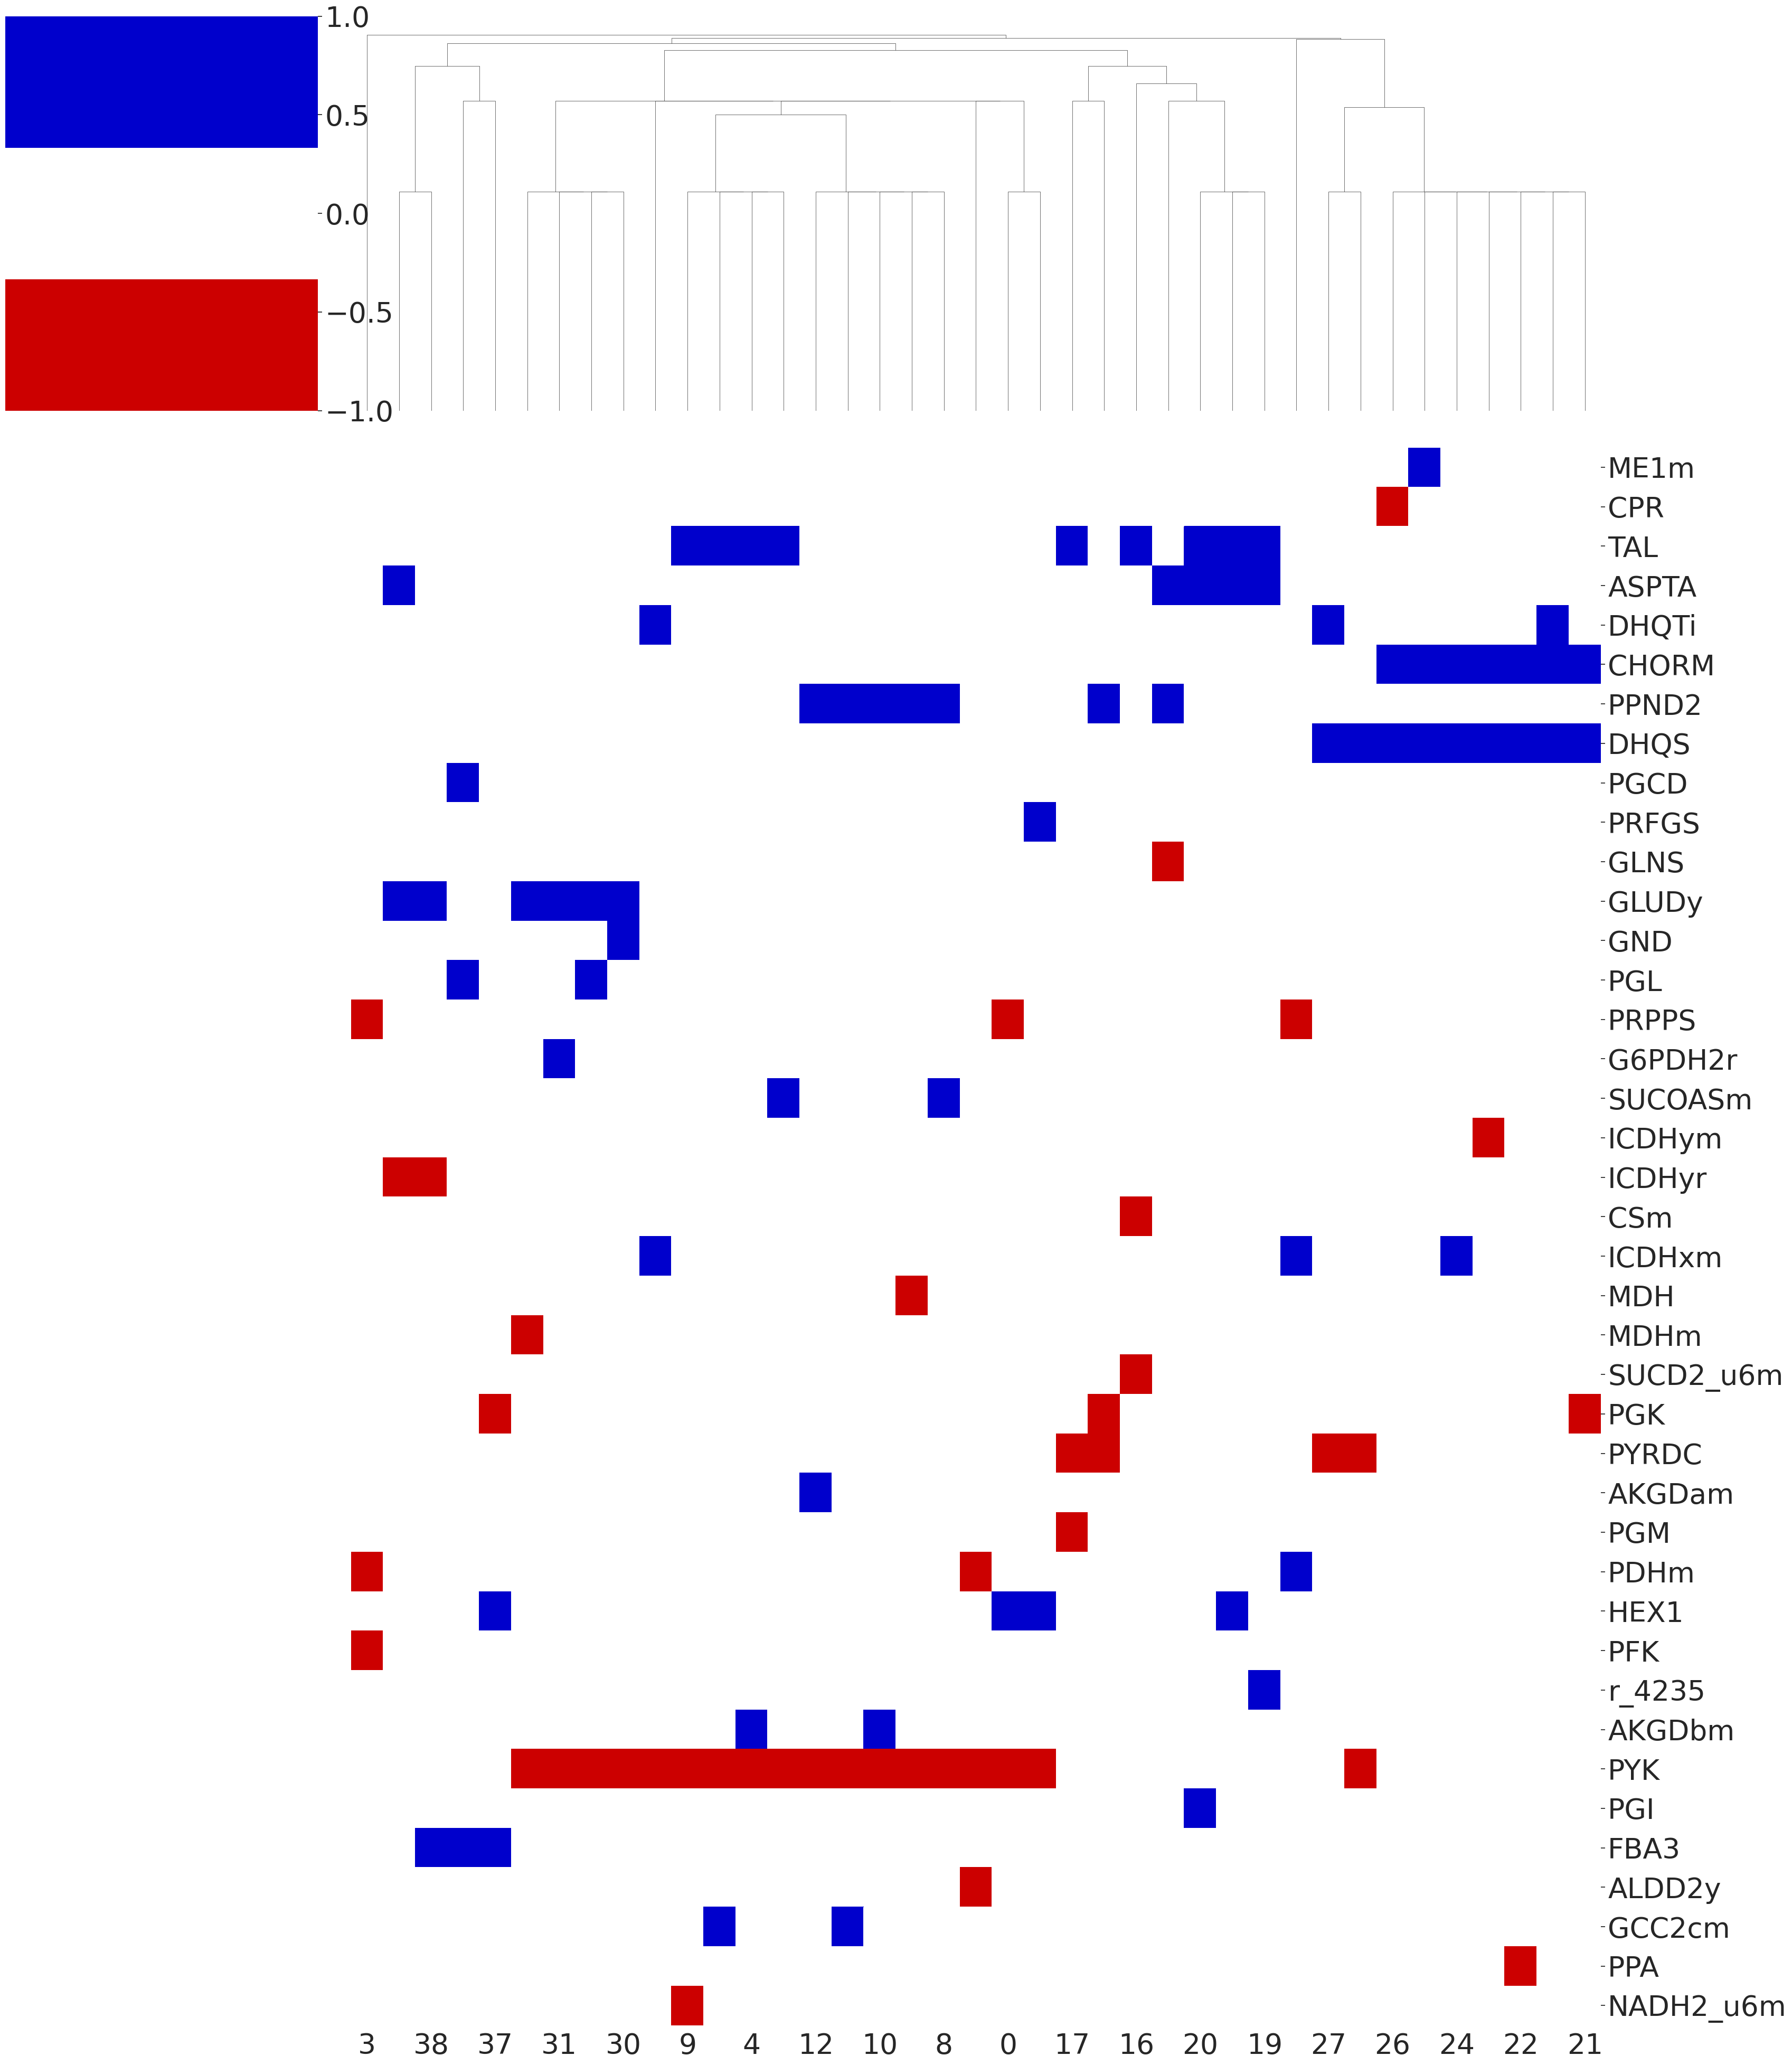 1.0
0.5
0.0
−0.5
−1.0
ME1m
CPR
TAL
ASPTA
DHQTi
CHORM
PPND2
DHQS
PGCD
PRFGS
GLNS
GLUDy
GND
PGL
PRPPS
G6PDH2r
SUCOASm
ICDHym
ICDHyr
CSm
ICDHxm
MDH
MDHm
SUCD2_u6m
PGK
PYRDC
AKGDam
PGM
PDHm
HEX1
PFK
r_4235
AKGDbm
PYK
PGI
FBA3
ALDD2y
GCC2cm
PPA
NADH2_u6m
3 38 37 31 30 9 4 12 10 8 0 17 16 20 19 27 26 24 22 21